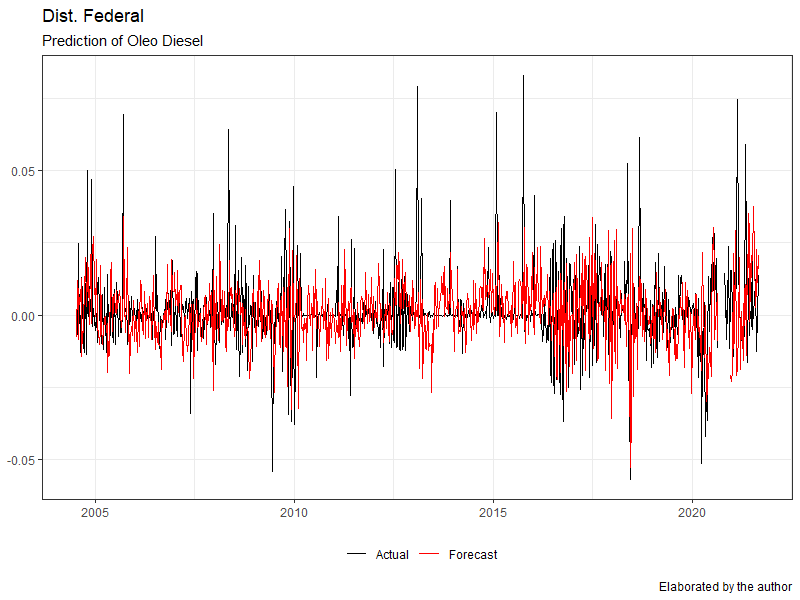 Dist. Federal
Prediction of Oleo Diesel
0.05
0.00
-0.05
2005 2010 2015 2020
Actual Forecast
Elaborated by the author